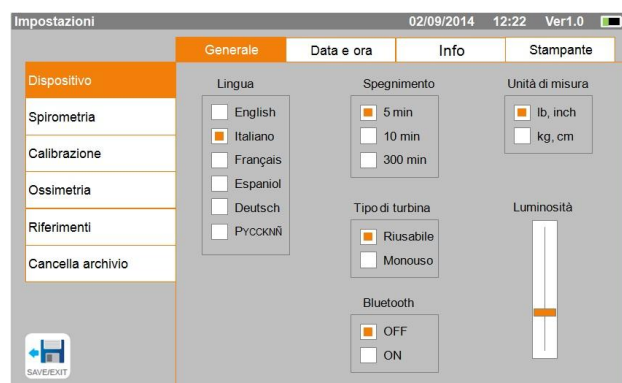 Impostazioni 02/09/2014 12:22 Ver1.0
Generale Data e ora Info Stampante
Dispositivo
Spirometria
Calibrazione
Ossimetria
Riferimenti
Cancella archivio
SAVE/EXIT
Lingua
English
Italiano
Français
Espaniol
Deutsch
PYCCKNÑ
Spegnimento
5 min
10 min
300 min
Tipo di turbina
Riusabile
Monouso
Bluetooth
OFF
ON
Unità di misura
lb, inch
kg, cm
Luminosità